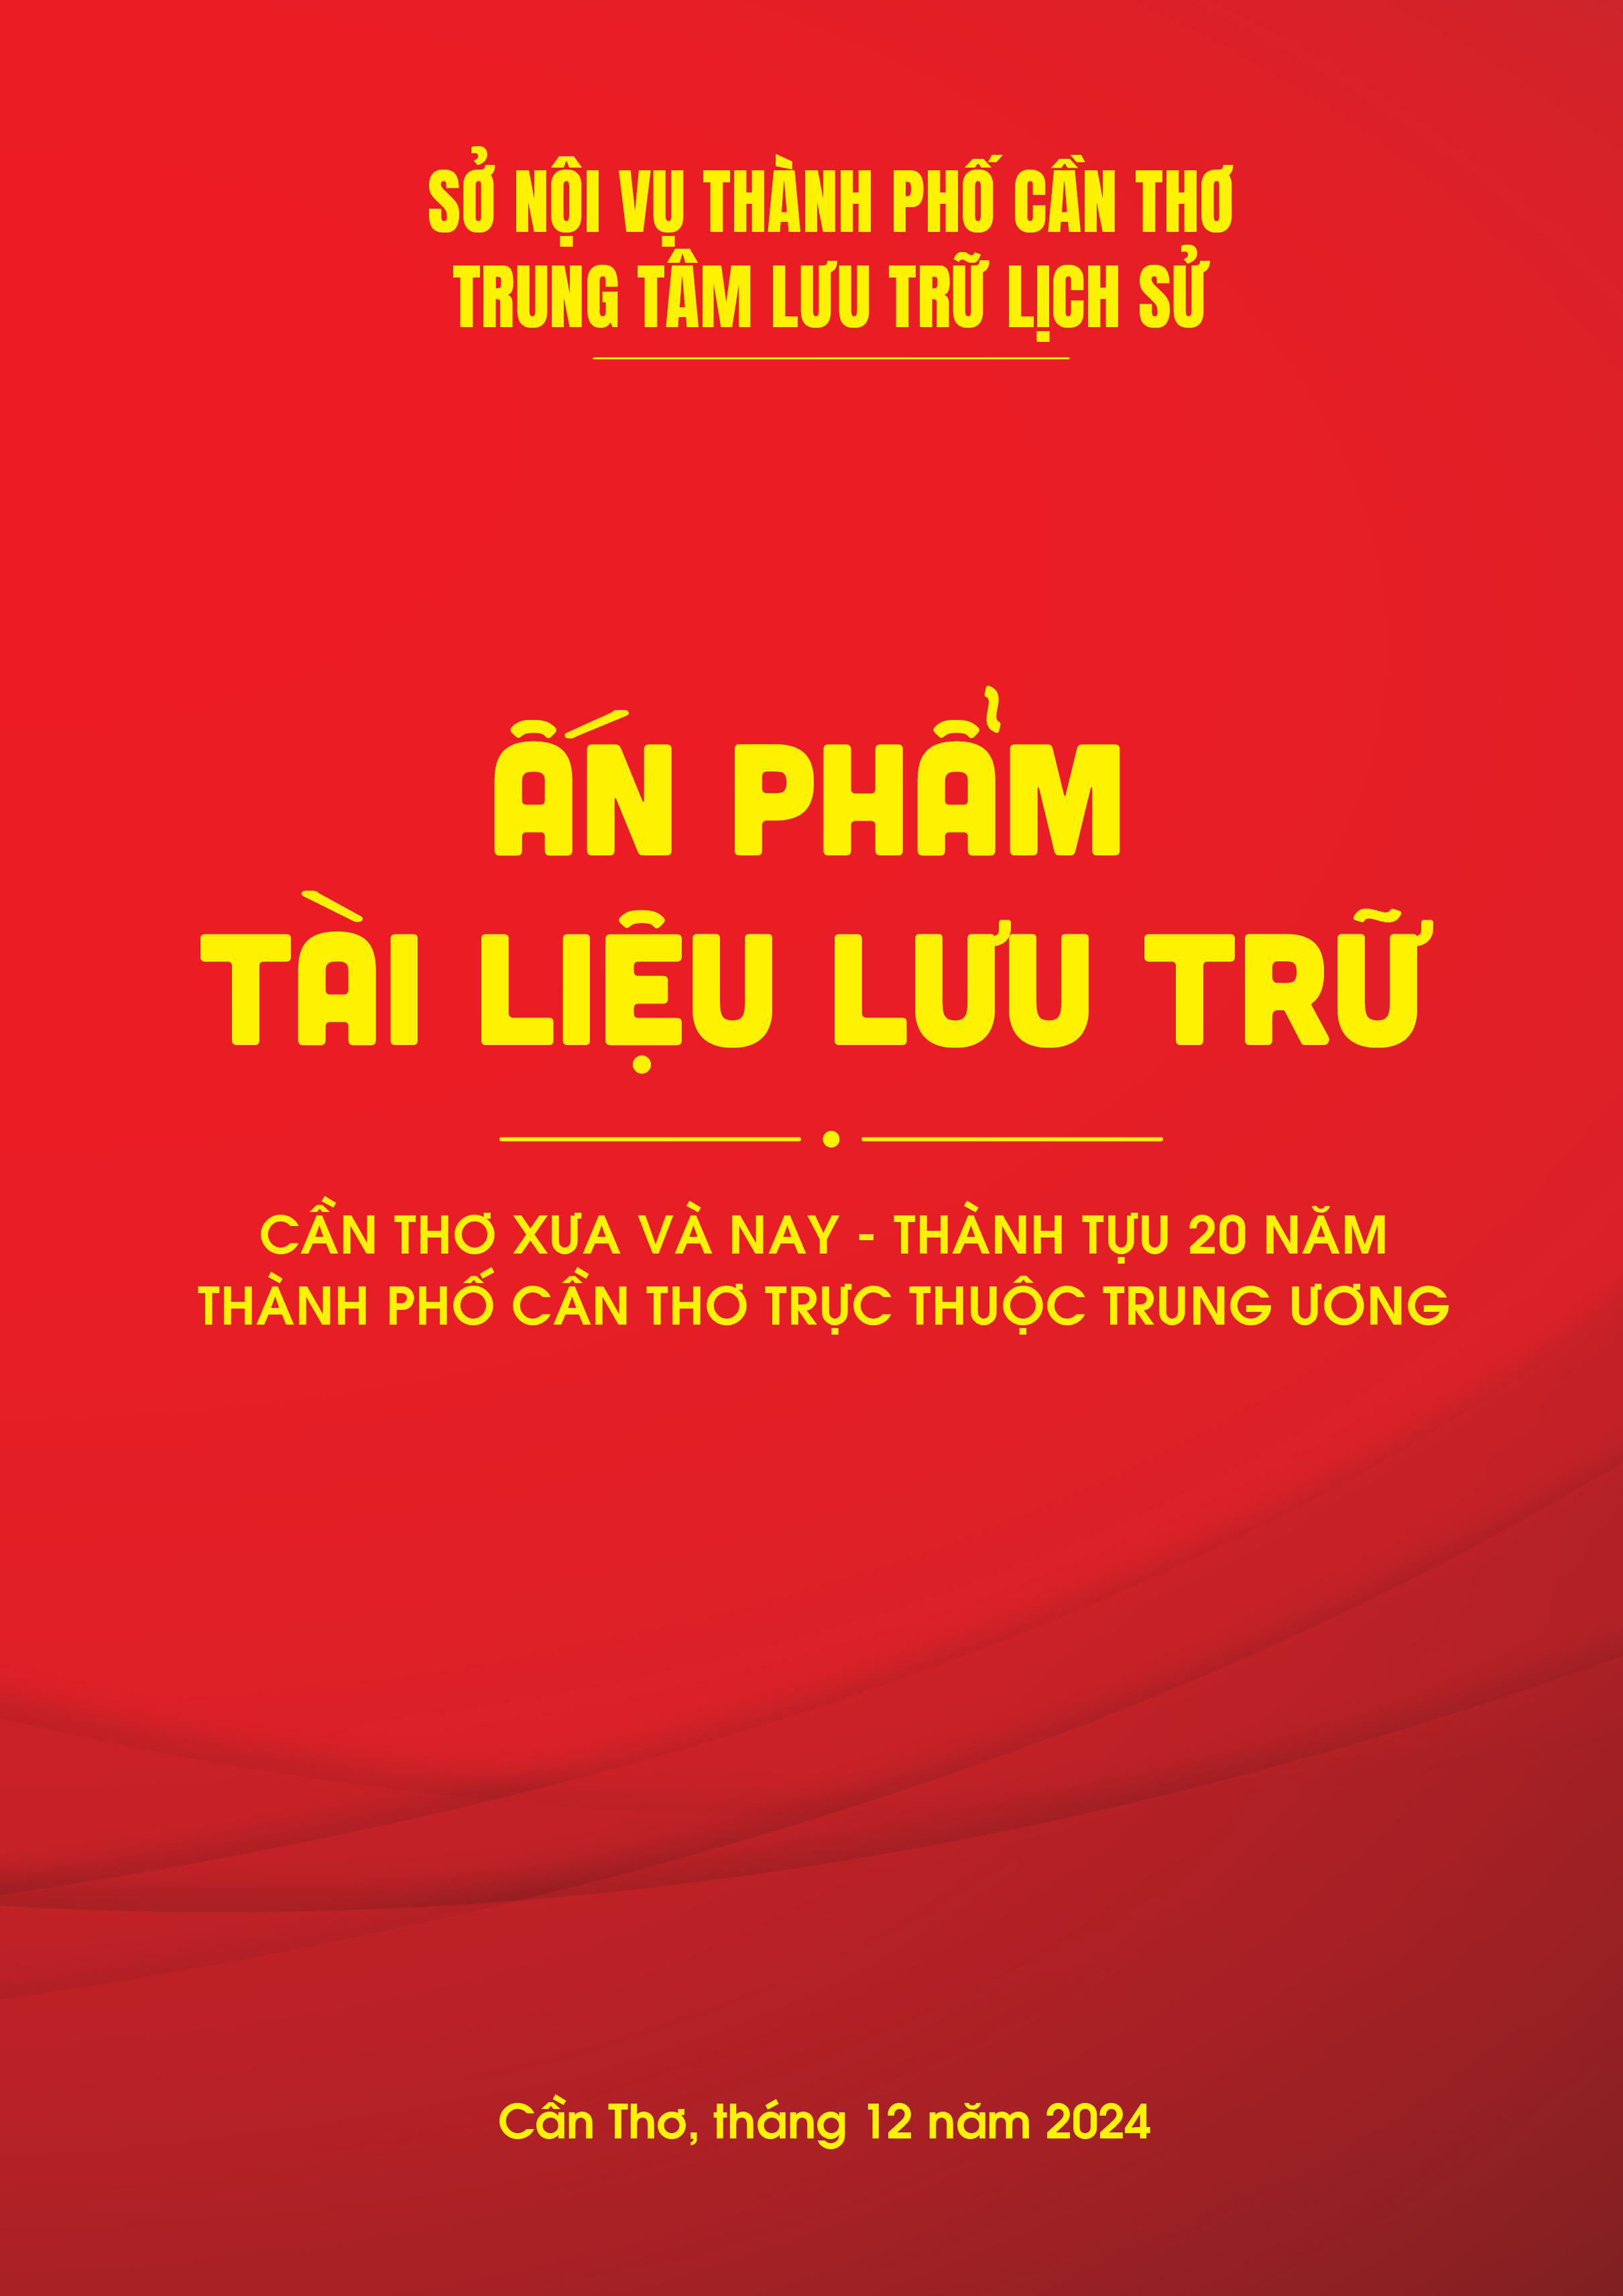 SỞ NỘI VỤ THÀNH PHỐ CẦN THƠ
TRUNG TÂM LƯU TRỮ LỊCH SỬ
ẤN PHẨM
TÀI LIỆU LƯU TRỮ
CẦN THƠ XƯA VÀ NAY - THÀNH TỰU 20 NĂM
THÀNH PHỐ CẦN THƠ TRỰC THUỘC TRUNG ƯƠNG
Cần Thơ, tháng 12 năm 2024